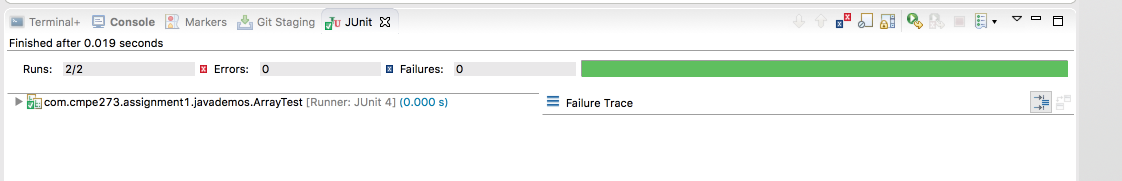 Terminal+ Console Markers Git Staging JUnit
Finished after 0.019 seconds
Runs: 2/2 Errors: 0 Failures: 0
com.cmpe273.assignment1.javademos.ArrayTest [Runner: JUnit 4] (0.000 s) Failure Trace